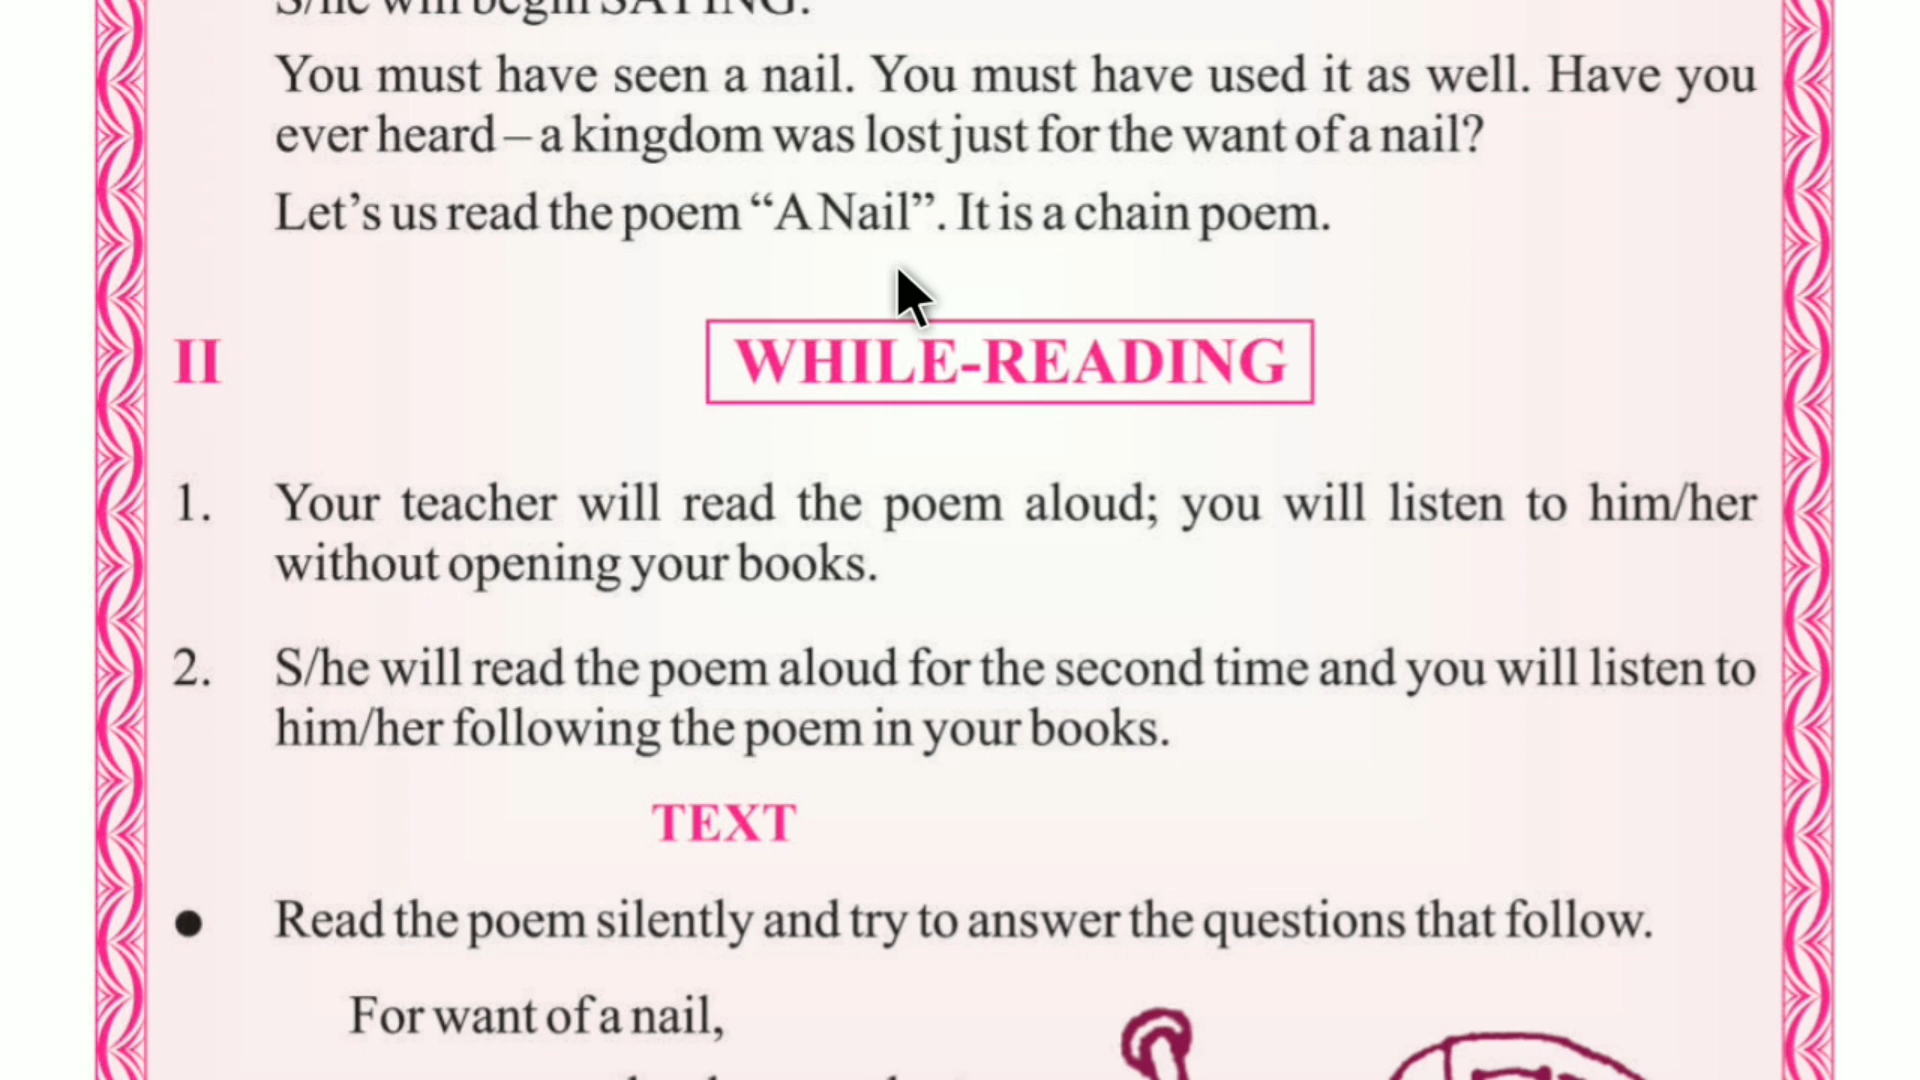 S/he will begin SAYING:
You must have seen a nail. You must have used it as well. Have you
ever heard – a kingdom was lost just for the want of a nail?
Let's us read the poem “A Nail”. It is a chain poem.
II WHILE-READING
1. Your teacher will read the poem aloud; you will listen to him/her
without opening your books.
2. S/he will read the poem aloud for the second time and you will listen to
him/her following the poem in your books.
TEXT
● Read the poem silently and try to answer the questions that follow.
For want of a nail,